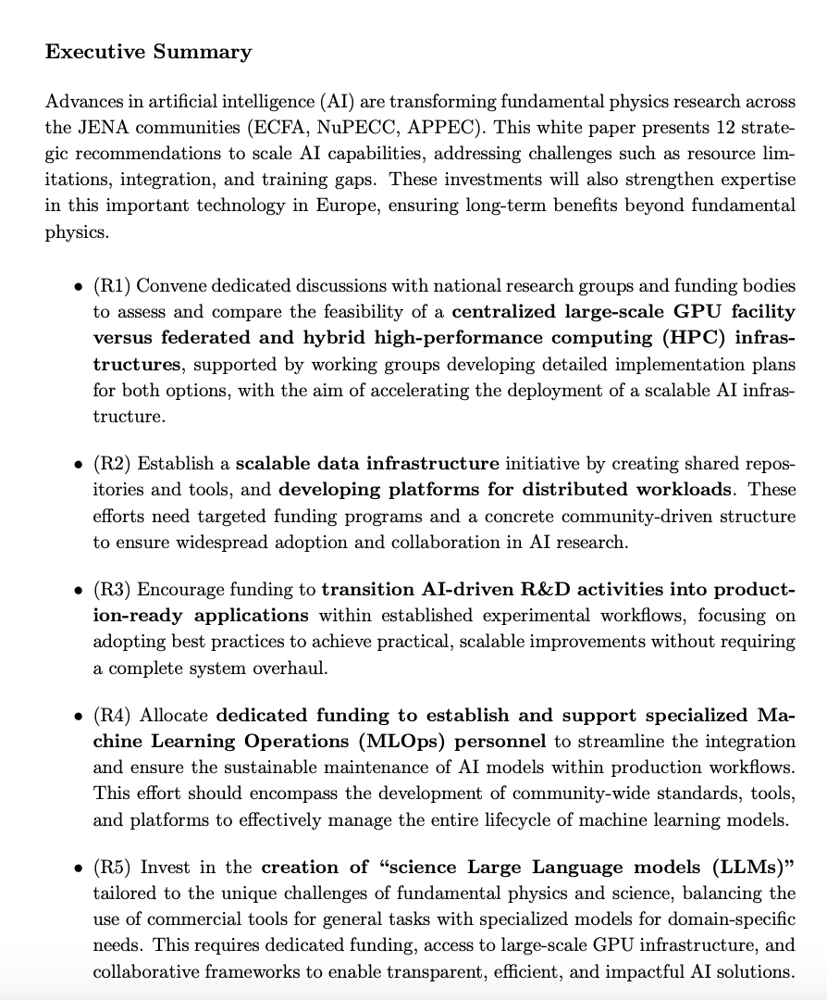 Executive Summary
Advances in artificial intelligence (AI) are transforming fundamental physics research across
the JENA communities (ECFA, NuPECC, APPEC). This white paper presents 12 strate-
gic recommendations to scale AI capabilities, addressing challenges such as resource lim-
itations, integration, and training gaps. These investments will also strengthen expertise
in this important technology in Europe, ensuring long-term benefits beyond fundamental
physics.
• (R1) Convene dedicated discussions with national research groups and funding bodies
to assess and compare the feasibility of a centralized large-scale GPU facility
versus federated and hybrid high-performance computing (HPC) infras-
tructures, supported by working groups developing detailed implementation plans
for both options, with the aim of accelerating the deployment of a scalable AI infras-
tructure.
• (R2) Establish a scalable data infrastructure initiative by creating shared repos-
itories and tools, and developing platforms for distributed workloads. These
efforts need targeted funding programs and a concrete community-driven structure
to ensure widespread adoption and collaboration in AI research.
• (R3) Encourage funding to transition AI-driven R&D activities into product-
ion-ready applications within established experimental workflows, focusing on
adopting best practices to achieve practical, scalable improvements without requiring
a complete system overhaul.
• (R4) Allocate dedicated funding to establish and support specialized Ma-
chine Learning Operations (MLOps) personnel to streamline the integration
and ensure the sustainable maintenance of AI models within production workflows.
This effort should encompass the development of community-wide standards, tools,
and platforms to effectively manage the entire lifecycle of machine learning models.
• (R5) Invest in the creation of “science Large Language models (LLMs)”
tailored to the unique challenges of fundamental physics and science, balancing the
use of commercial tools for general tasks with specialized models for domain-specific
needs. This requires dedicated funding, access to large-scale GPU infrastructure, and
collaborative frameworks to enable transparent, efficient, and impactful AI solutions.